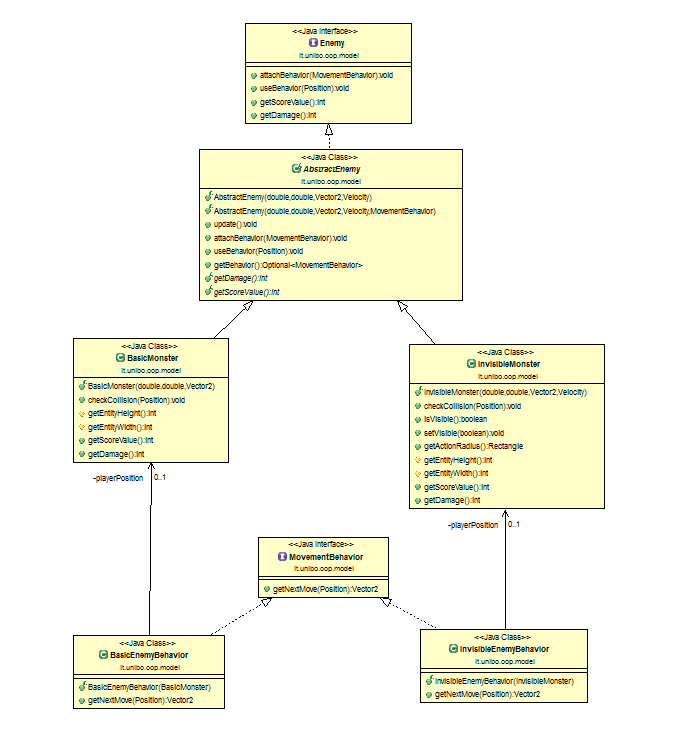 <<Java Interface>>
Enemy
it.unibo.oop.model
attachBehavior(MovementBehavior):void
useBehavior(Position):void
getScoreValue():int
getDamage():int
<<Java Class>>
AbstractEnemy
it.unibo.oop.model
AbstractEnemy(double,double,Vector2,Velocity)
AbstractEnemy(double,double,Vector2,Velocity,MovementBehavior)
update():void
attachBehavior(MovementBehavior):void
useBehavior(Position):void
getBehavior():Optional<MovementBehavior>
getDamage():int
getScoreValue():int
<<Java Class>>
BasicMonster
it.unibo.oop.model
BasicMonster(double,double,Vector2)
checkCollision(Position):void
getEntityHeight():int
getEntityWidth():int
getScoreValue():int
getDamage():int
<<Java Class>>
InvisibleMonster
it.unibo.oop.model
InvisibleMonster(double,double,Vector2,Velocity)
checkCollision(Position):void
isVisible():boolean
setVisible(boolean):void
getActionRadius():Rectangle
getEntityHeight():int
getEntityWidth():int
getScoreValue():int
getDamage():int
-playerPosition 0..1
-playerPosition 0..1
<<Java Interface>>
MovementBehavior
it.unibo.oop.model
getNextMove(Position):Vector2
<<Java Class>>
BasicEnemyBehavior
it.unibo.oop.model
BasicEnemyBehavior(BasicMonster)
getNextMove(Position):Vector2
<<Java Class>>
InvisibleEnemyBehavior
it.unibo.oop.model
InvisibleEnemyBehavior(InvisibleMonster)
getNextMove(Position):Vector2